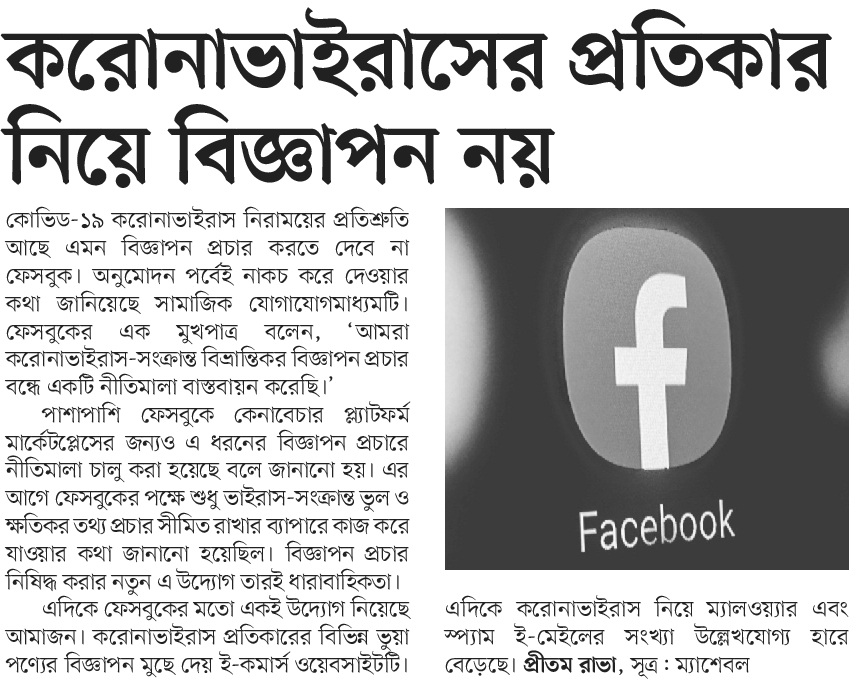 করোনাভাইরাসের প্রতিকার
নিয়ে বিজ্ঞাপন নয়
কোভিড-১৯ করোনাভাইরাস নিরাময়ের প্রতিশ্রুতি
আছে এমন বিজ্ঞাপন প্রচার করতে দেবে না
ফেসবুক। অনুমোদন পর্বেই নাকচ করে দেওয়ার
কথা জানিয়েছে সামাজিক যোগাযোগমাধ্যমটি।
ফেসবুকের এক মুখপাত্র বলেন, ‘আমরা
করোনাভাইরাস-সংক্রান্ত বিভ্রান্তিকর বিজ্ঞাপন প্রচার
বন্ধে একটি নীতিমালা বাস্তবায়ন করেছি।’
পাশাপাশি ফেসবুকে কেনাবেচার প্ল্যাটফর্ম
মার্কেটপ্লেসের জন্যও এ ধরনের বিজ্ঞাপন প্রচারে
নীতিমালা চালু করা হয়েছে বলে জানানো হয়। এর
আগে ফেসবুকের পক্ষে শুধু ভাইরাস-সংক্রান্ত ভুল ও
ক্ষতিকর তথ্য প্রচার সীমিত রাখার ব্যাপারে কাজ করে
যাওয়ার কথা জানানো হয়েছিল। বিজ্ঞাপন প্রচার
নিষিদ্ধ করার নতুন এ উদ্যোগ তারই ধারাবাহিকতা।
এদিকে ফেসবুকের মতো একই উদ্যোগ নিয়েছে
আমাজন। করোনাভাইরাস প্রতিকারের বিভিন্ন ভুয়া
পণ্যের বিজ্ঞাপন মুছে দেয় ই-কমার্স ওয়েবসাইটটি।
Facebook
এদিকে করোনাভাইরাস নিয়ে ম্যালওয়্যার এবং
স্প্যাম ই-মেইলের সংখ্যা উল্লেখযোগ্য হারে
বেড়েছে। প্রীতম রাভা, সূত্র : ম্যাশেবল